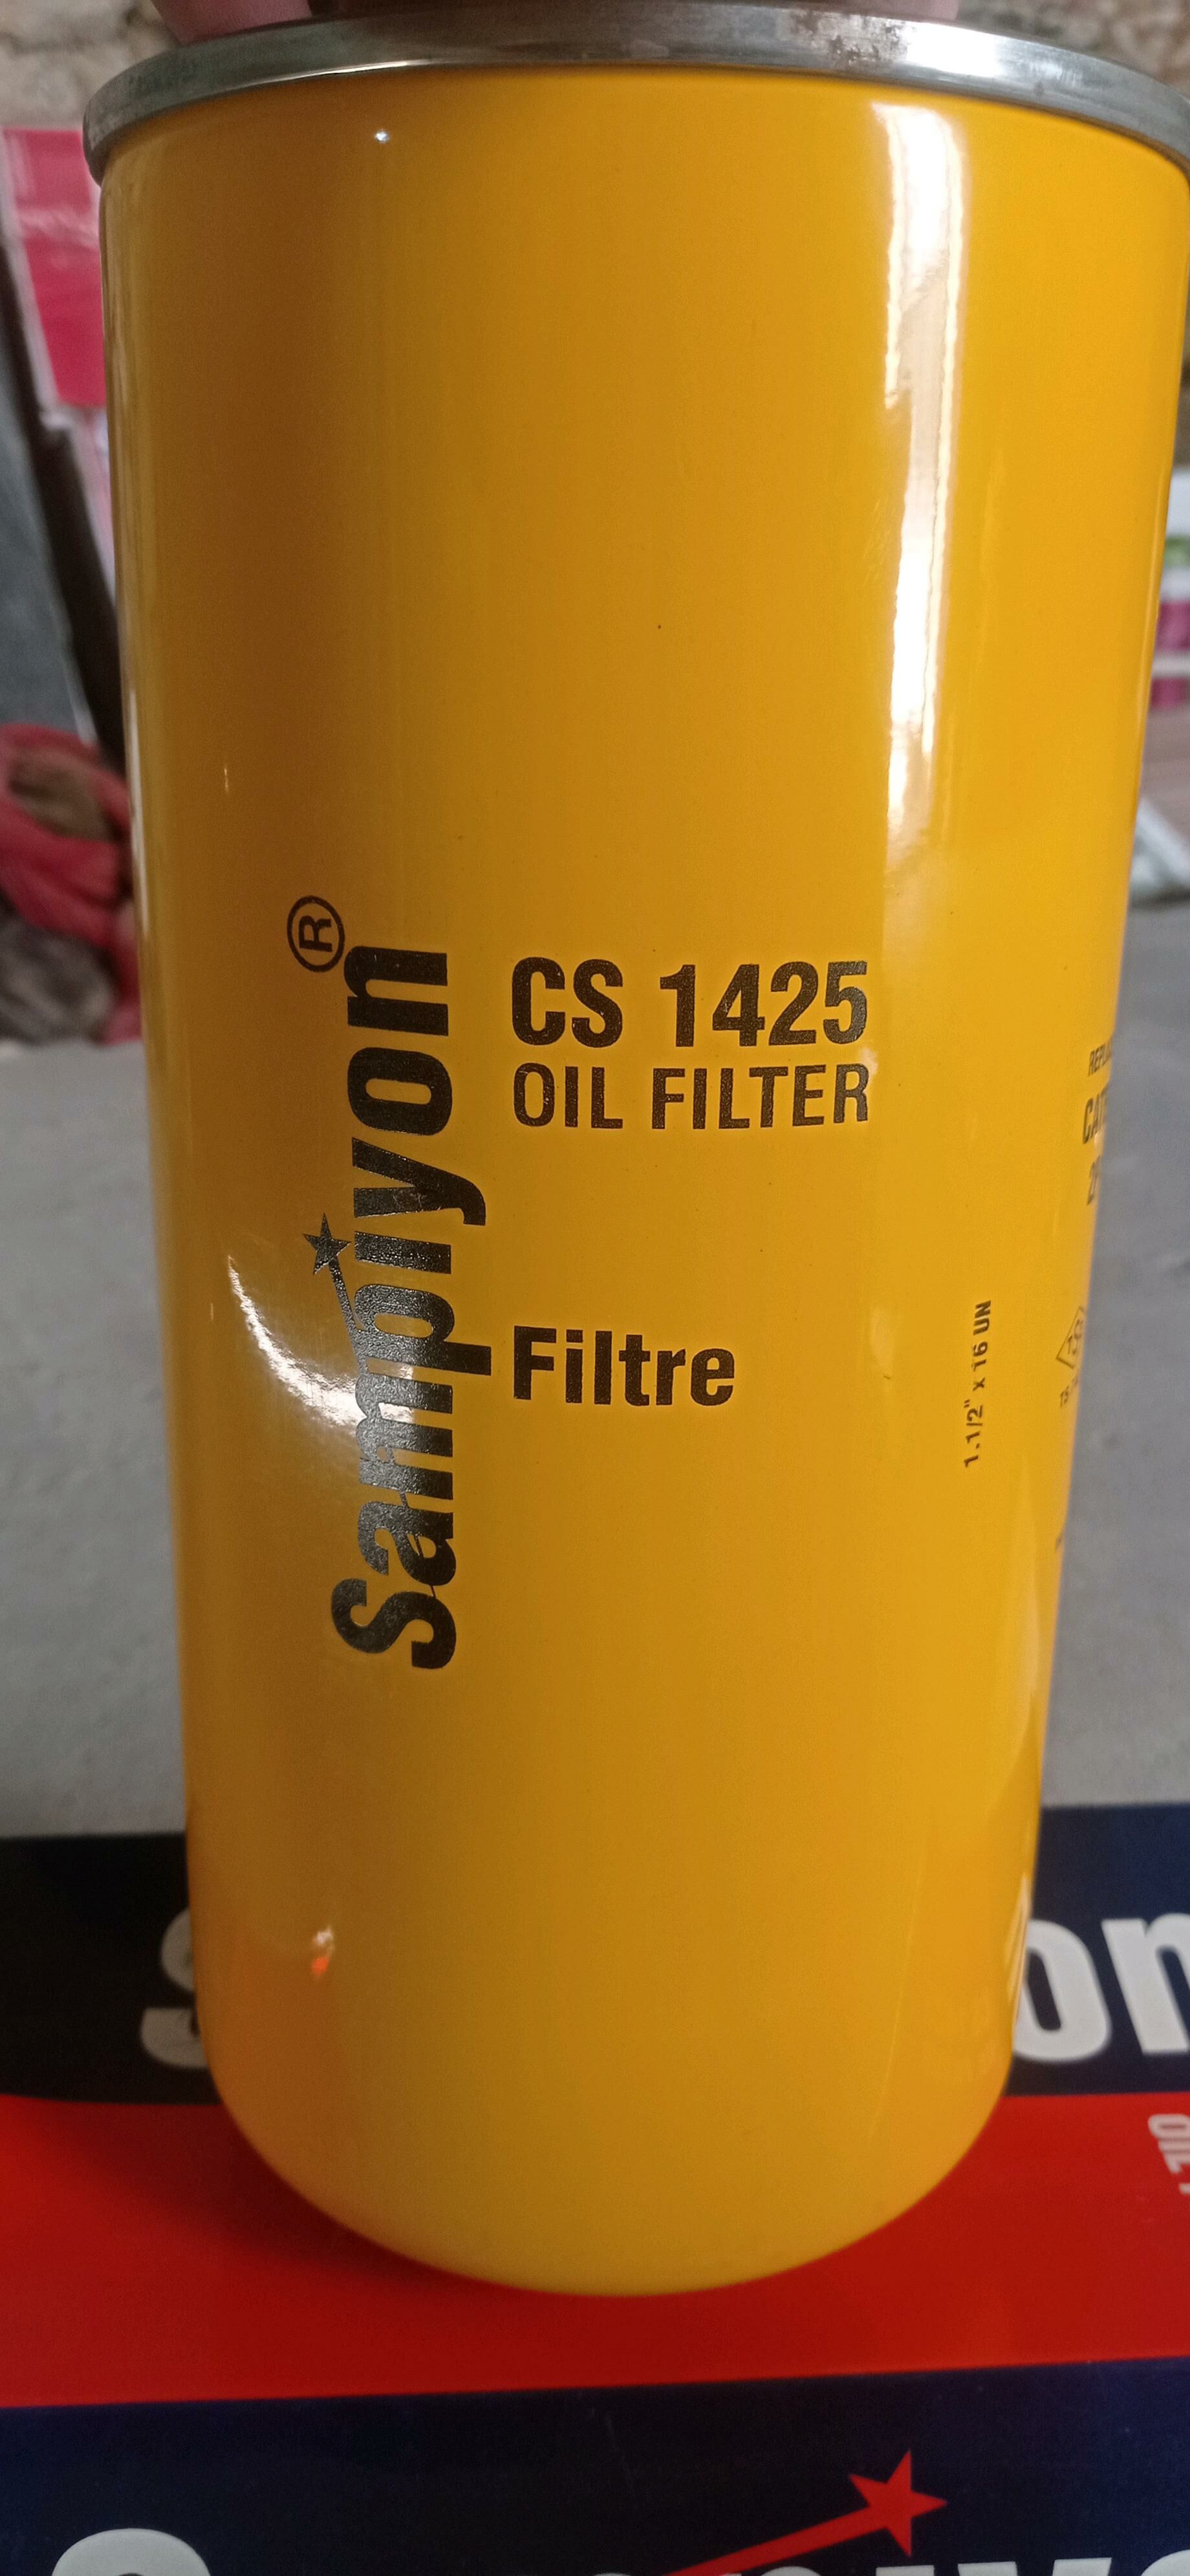 Sampiyon®
CS 1425
OIL FILTER
Filtre
1.1/2" x 16 UN